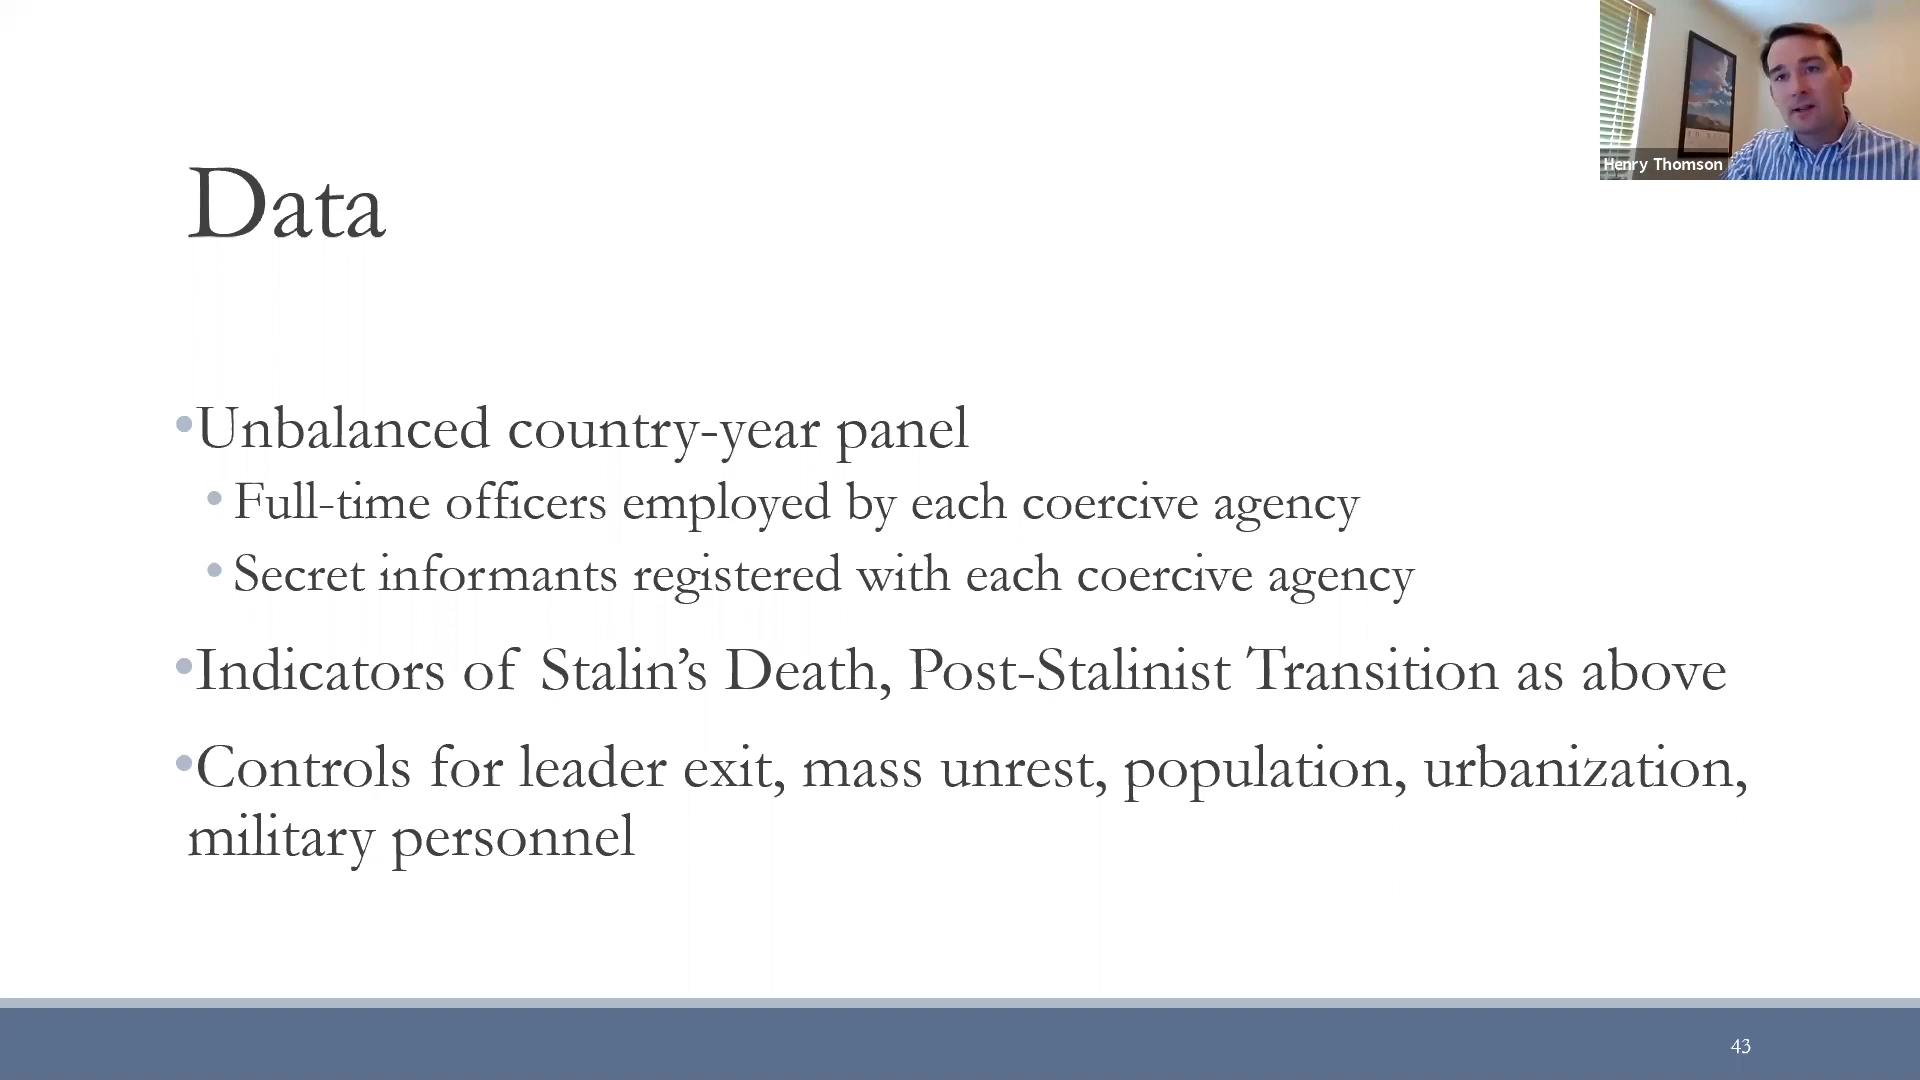 Henry Thomson
Data
•Unbalanced country-year panel
•Full-time officers employed by each coercive agency
•Secret informants registered with each coercive agency
•Indicators of Stalin’s Death, Post-Stalinist Transition as above
•Controls for leader exit, mass unrest, population, urbanization,
military personnel
43